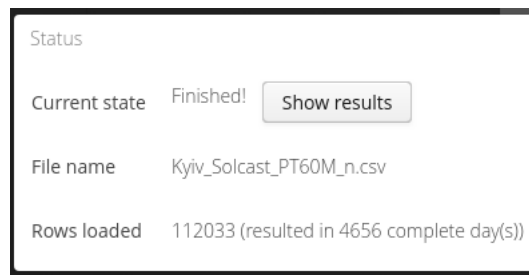 Status
Current state Finished! Show results
File name Kyiv_Solcast_PT60M_n.csv
Rows loaded 112033 (resulted in 4656 complete day(s))